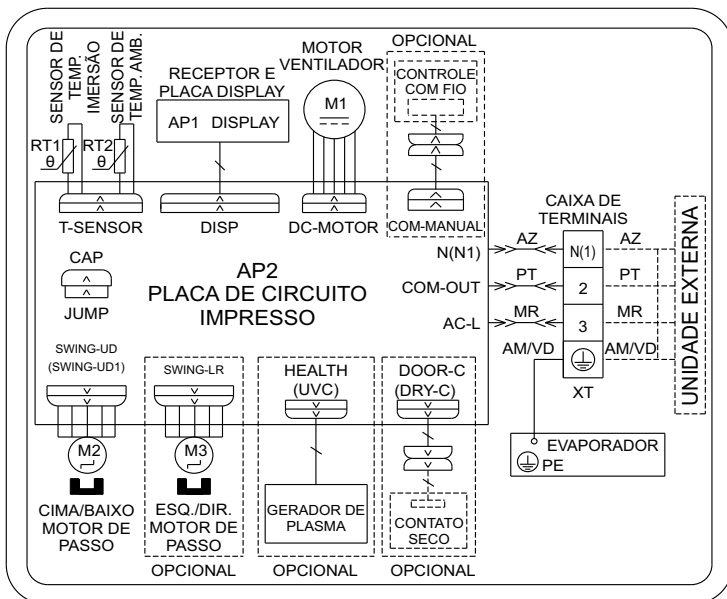 SENSOR DE
TEMP.
IMERSÃO
SENSOR DE
TEMP. AMB.
RT1
θ
RT2
θ
RECEPTOR E
PLACA DISPLAY
AP1 DISPLAY
MOTOR
VENTILADOR
M1
OPCIONAL
CONTROLE
COM FIO
T-SENSOR
DISP
DC-MOTOR
COM-MANUAL
CAP
JUMP
AP2
PLACA DE CIRCUITO
IMPRESSO
N(N1)
COM-OUT
AC-L
AZ
PT
MR
AM/VD
CAIXA DE
TERMINAIS
N(1)
2
3
XT
AZ
PT
MR
AM/VD
UNIDADE EXTERNA
EVAPORADOR
PE
SWING-UD
(SWING-UD1)
M2
CIMA/BAIXO
MOTOR DE
PASSO
SWING-LR
M3
ESQ./DIR.
MOTOR DE
PASSO
OPCIONAL
HEALTH
(UVC)
GERADOR DE
PLASMA
OPCIONAL
DOOR-C
(DRY-C)
CONTATO
SECO
OPCIONAL